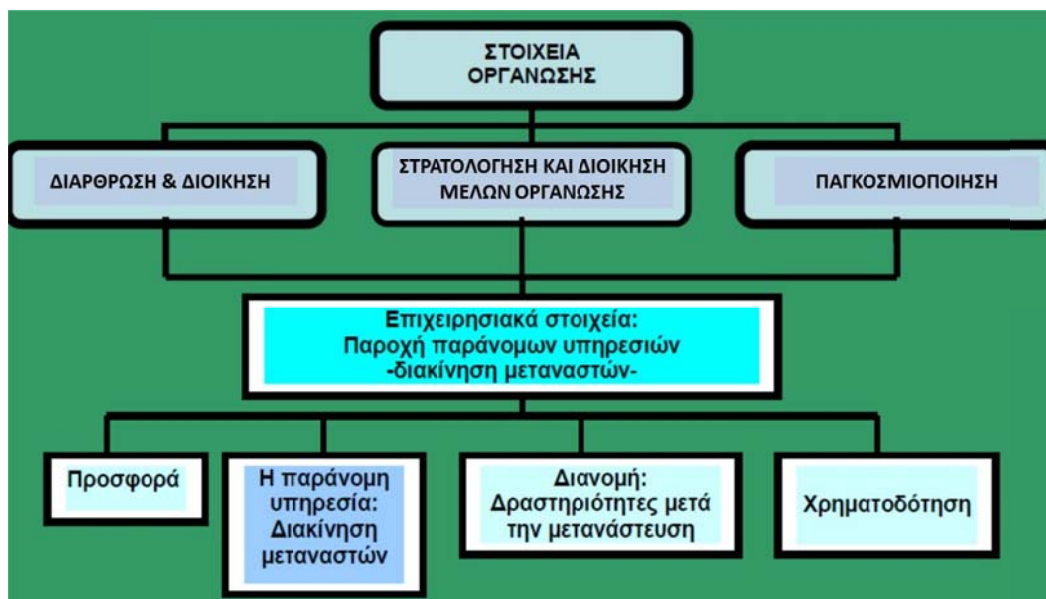 ΣΤΟΙΧΕΙΑ
ΟΡΓΑΝΩΣΗΣ
ΔΙΑΡΘΡΩΣΗ & ΔΙΟΙΚΗΣΗ
ΣΤΡΑΤΟΛΟΓΗΣΗ ΚΑΙ ΔΙΟΙΚΗΣΗ
ΜΕΛΩΝ ΟΡΓΑΝΩΣΗΣ
ΠΑΓΚΟΣΜΙΟΠΟΙΗΣΗ
Επιχειρησιακά στοιχεία:
Παροχή παράνομων υπηρεσιών
-διακίνηση μεταναστών-
Προσφορά
Η παράνομη
υπηρεσία:
Διακίνηση
μεταναστών
Διανομή:
Δραστηριότητες μετά
την μετανάστευση
Χρηματοδότηση